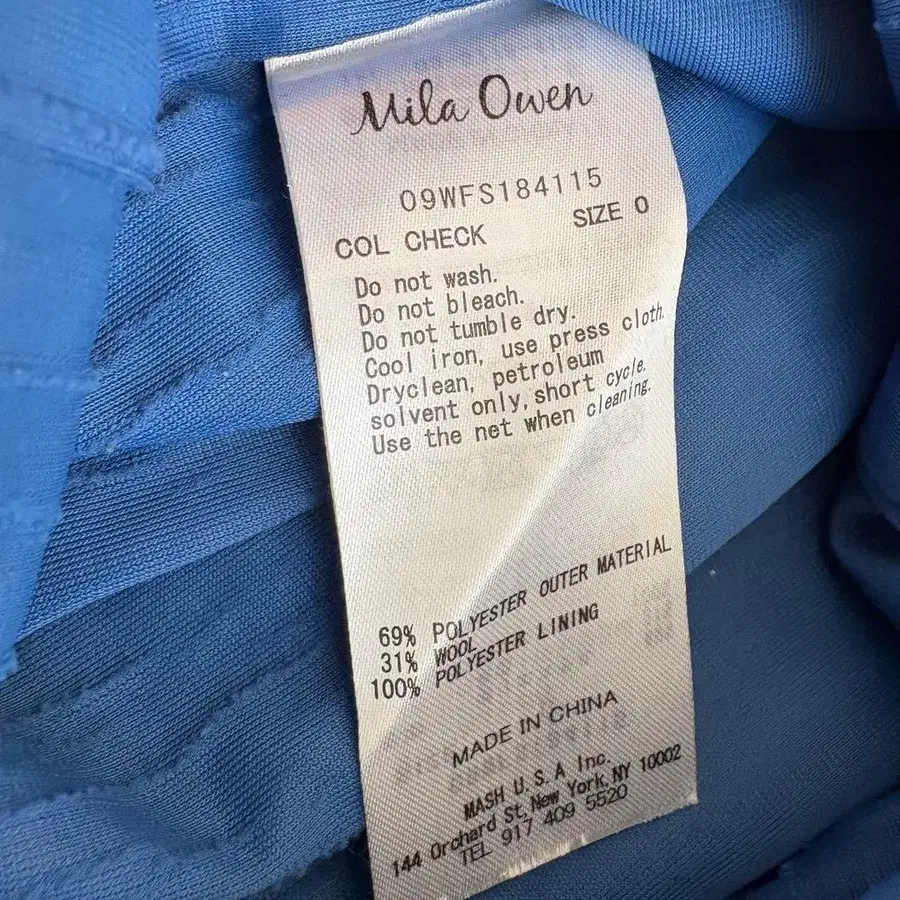 Mila Owen
09WFS184115
COL CHECK SIZE 0
Do not wash.
Do not bleach.
Do not tumble dry.
Cool iron, use press cloth.
Dryclean, petroleum
solvent only, short cycle.
Use the net when cleaning.
69% POLYESTER OUTER MATERIAL
31% WOOL
100% POLYESTER LINING
MADE IN CHINA
MASH U.S.A Inc.
144 Orchard St, New York, NY 10002
TEL 917 409 5520